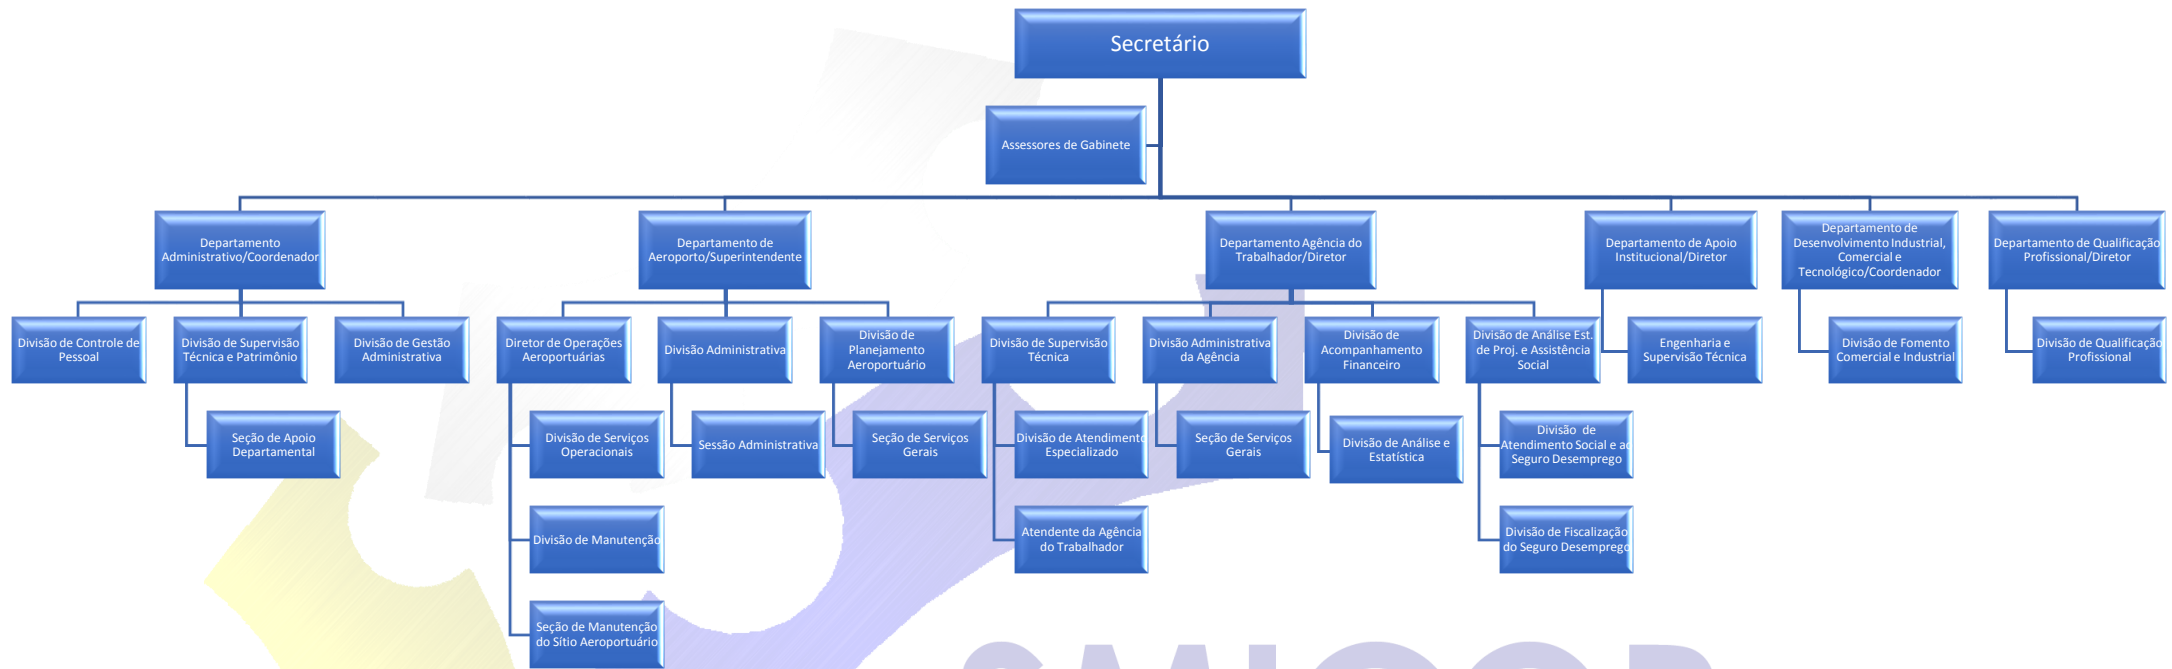 Secretário
Assessores de Gabinete
Departamento
Administrativo/Coordenador
Departamento de
Aeroporto/Superintendente
Departamento Agência do
Trabalhador/Diretor
Departamento de Apoio
Institucional/Diretor
Departamento de
Desenvolvimento Industrial,
Comercial e
Tecnológico/Coordenador
Departamento de Qualificação
Profissional/Diretor
Divisão de Controle de
Pessoal
Divisão de Supervisão
Técnica e Patrimônio
Divisão de Gestão
Administrativa
Diretor de Operações
Aeroportuárias
Divisão Administrativa
Divisão de
Planejamento
Aeroportuário
Divisão de Supervisão
Técnica
Divisão Administrativa
da Agência
Divisão de
Acompanhamento
Financeiro
Divisão de Análise Est.
de Proj. e Assistência
Social
Engenharia e
Supervisão Técnica
Divisão de Fomento
Comercial e Industrial
Divisão de Qualificação
Profissional
Seção de Apoio
Departamental
Divisão de Serviços
Operacionais
Sessão Administrativa
Seção de Serviços
Gerais
Divisão de Atendimento
Especializado
Seção de Serviços
Gerais
Divisão de Análise e
Estatística
Divisão de
Atendimento Social e ao
Seguro Desemprego
Divisão de Manutenção
Atendente da Agência
do Trabalhador
Divisão de Fiscalização
do Seguro Desemprego
Seção de Manutenção
do Sítio Aeroportuário